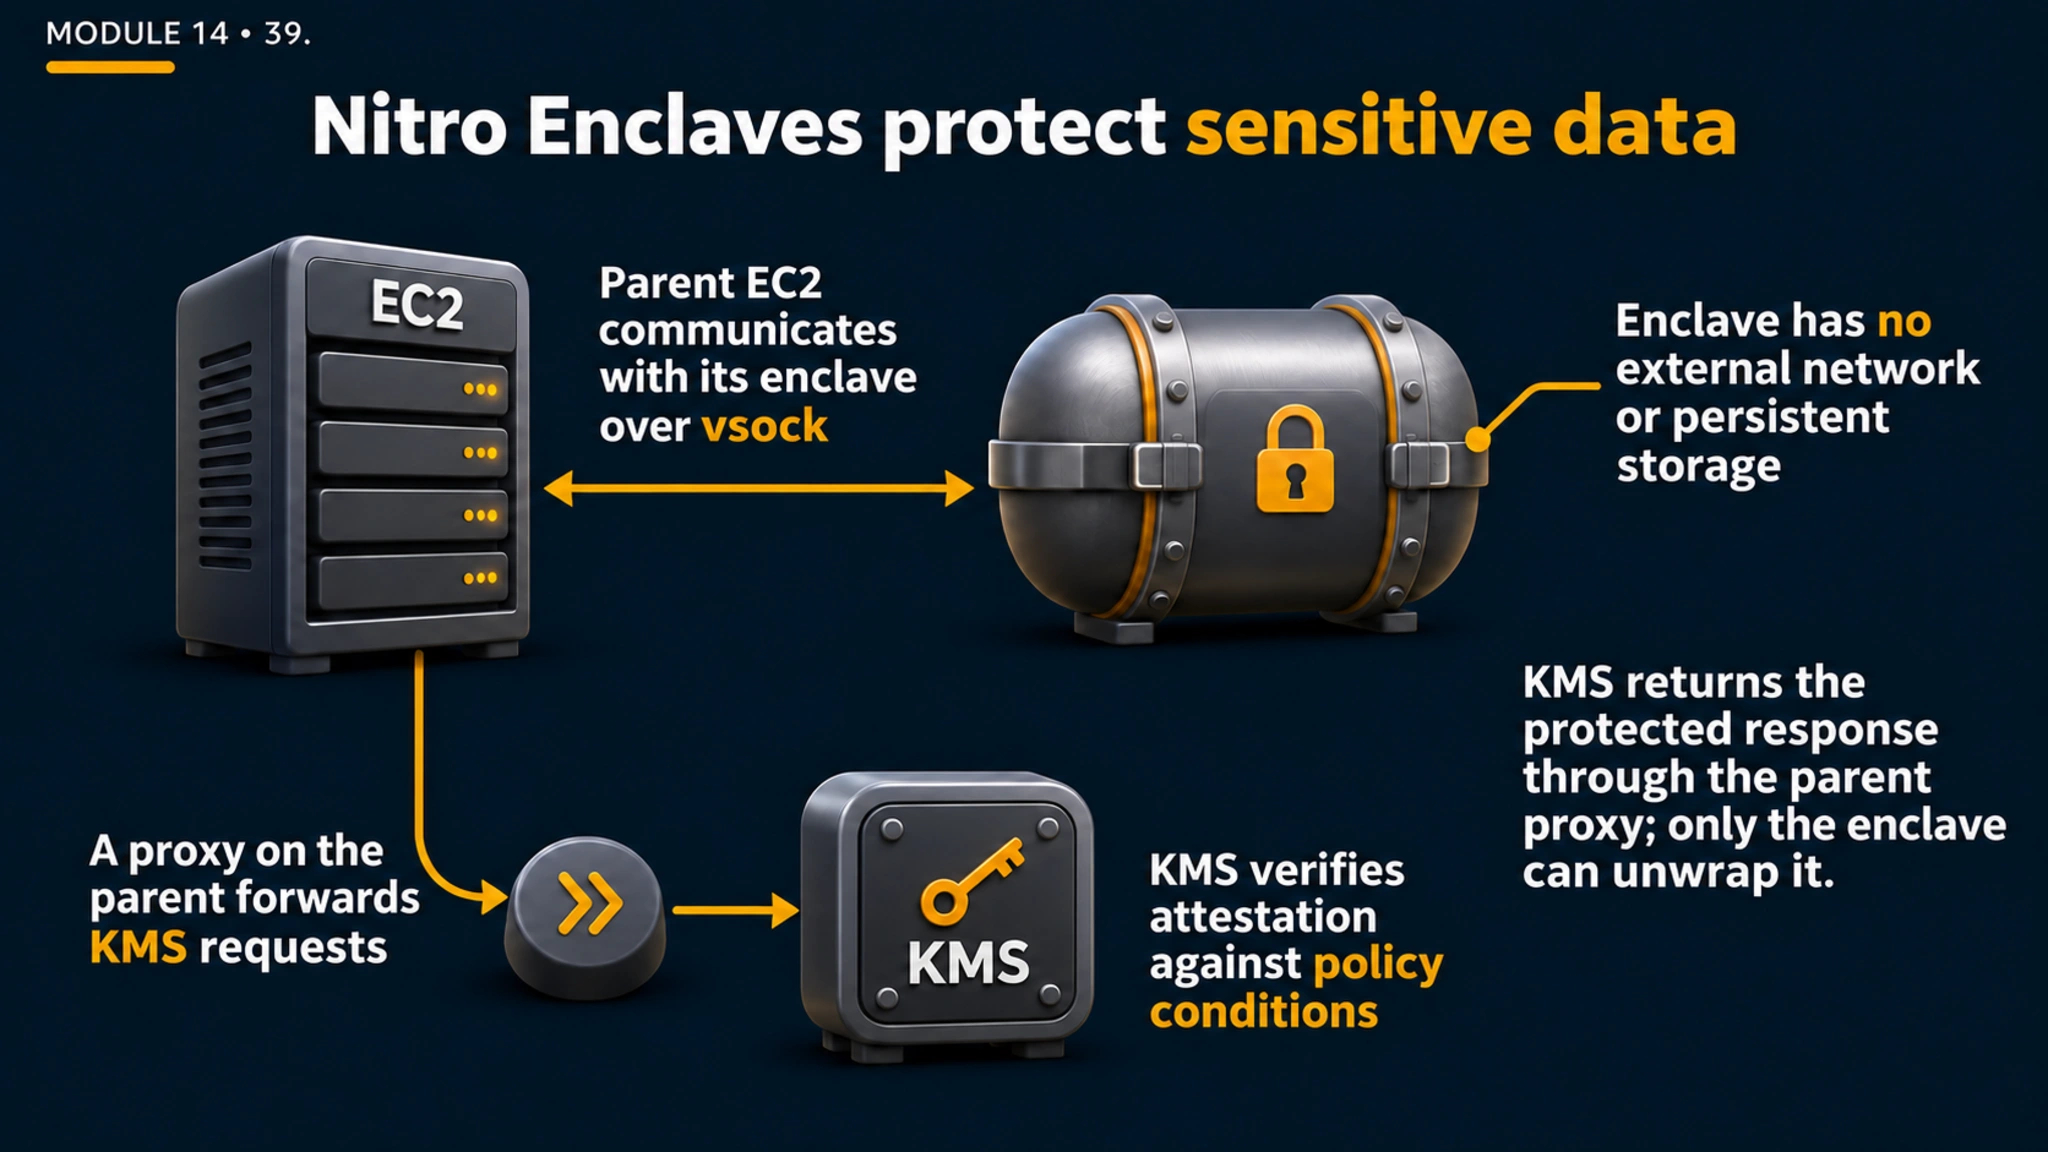 MODULE 14 • 39.
Nitro Enclaves protect sensitive data
EC2
Parent EC2
communicates
with its enclave
over vsock
Enclave has no
external network
or persistent
storage
A proxy on the
parent forwards
KMS requests
KMS
KMS verifies
attestation
against policy
conditions
KMS returns the
protected response
through the parent
proxy; only the enclave
can unwrap it.